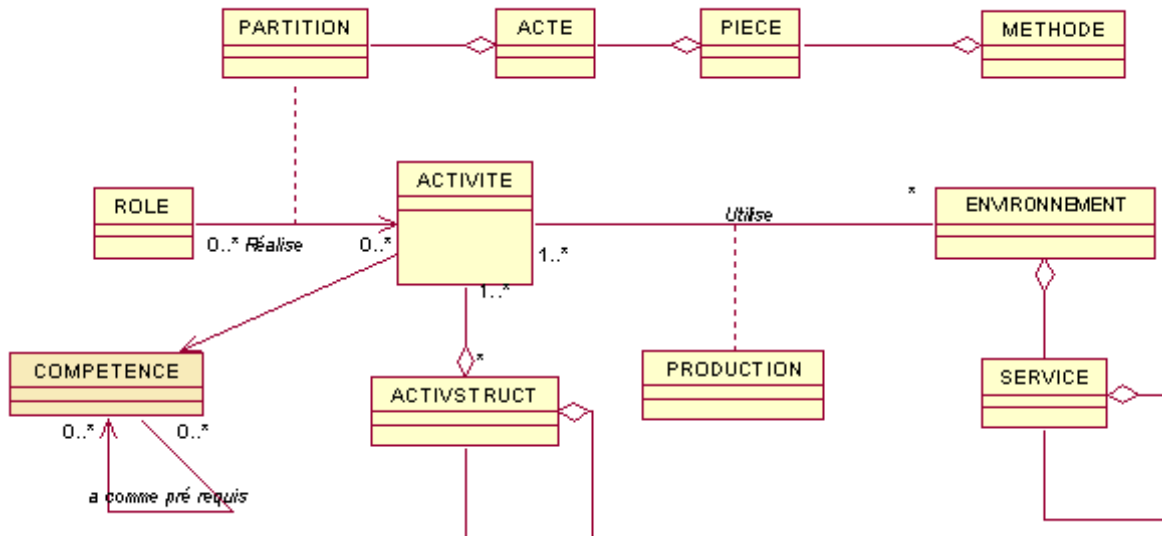 PARTITION
ACTE
PIECE
METHODE
ACTIVITE
ROLE
ENVIRONNEMENT
*
Utilise
0..* Réalise
0..*
1..*
1..*
*
COMPETENCE
PRODUCTION
SERVICE
ACTIVSTRUCT
0..*
0..*
a comme pré requis